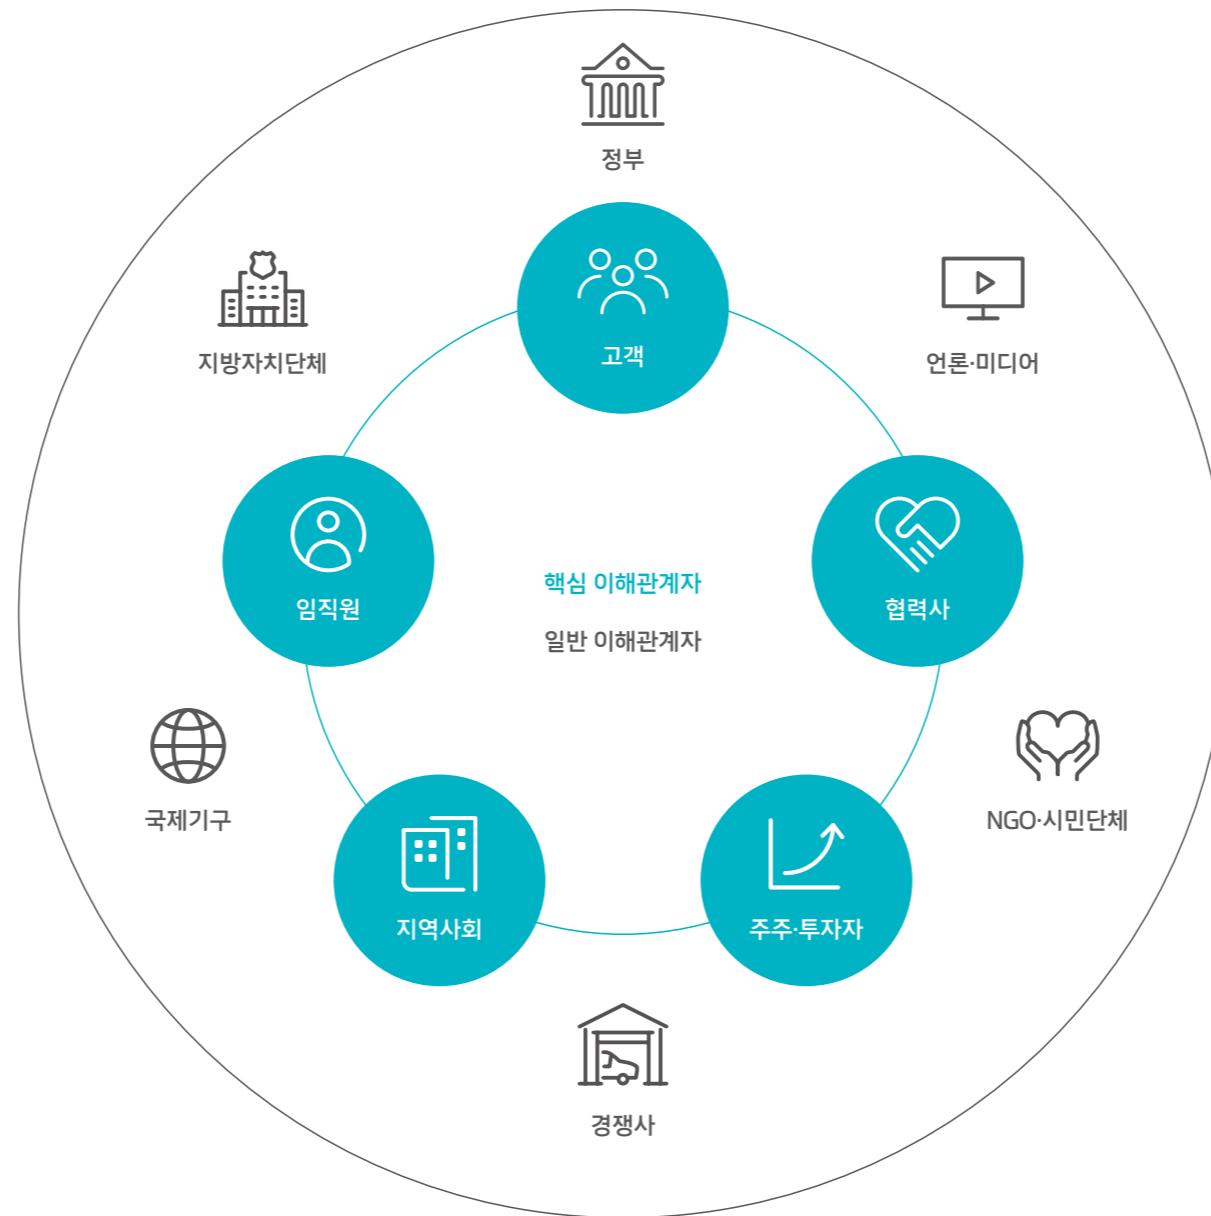 정부
고객
지방자치단체
언론·미디어
임직원
협력사
핵심 이해관계자
일반 이해관계자
국제기구
NGO·시민단체
지역사회
주주·투자자
경쟁사